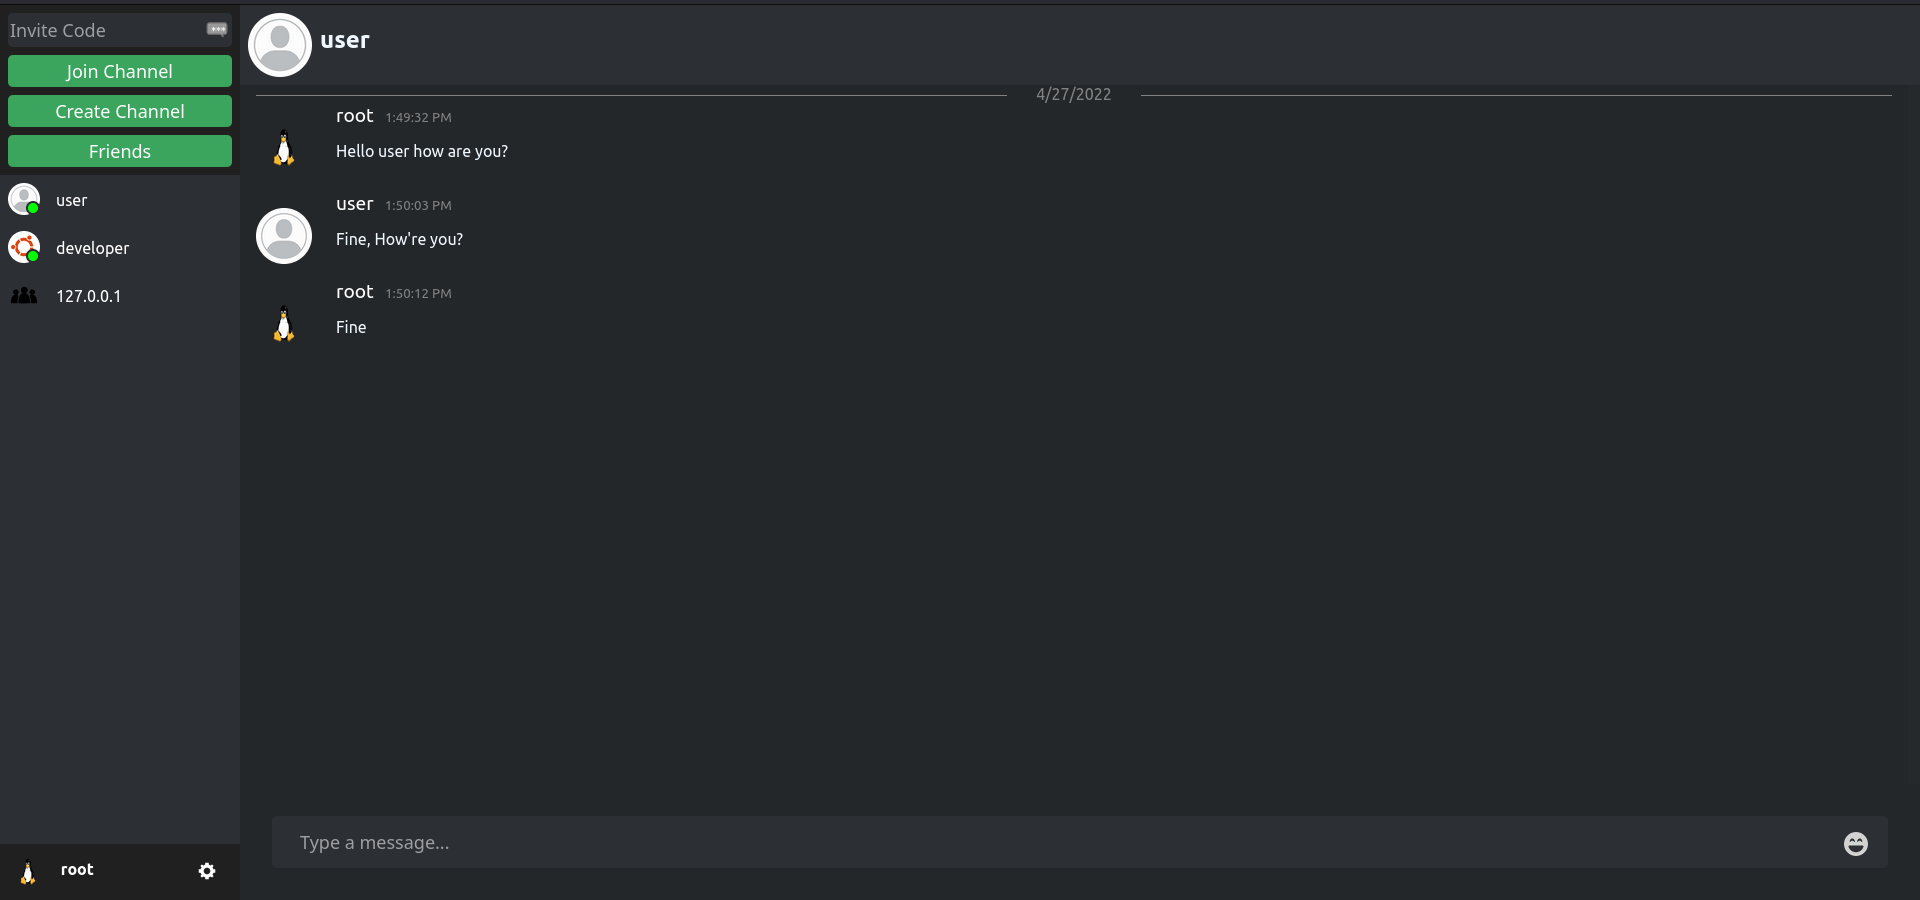 Invite Code
Join Channel
Create Channel
Friends
user
developer
127.0.0.1
root
user
4/27/2022
root 1:49:32 PM
Hello user how are you?
user 1:50:03 PM
Fine, How're you?
root 1:50:12 PM
Fine
Type a message...